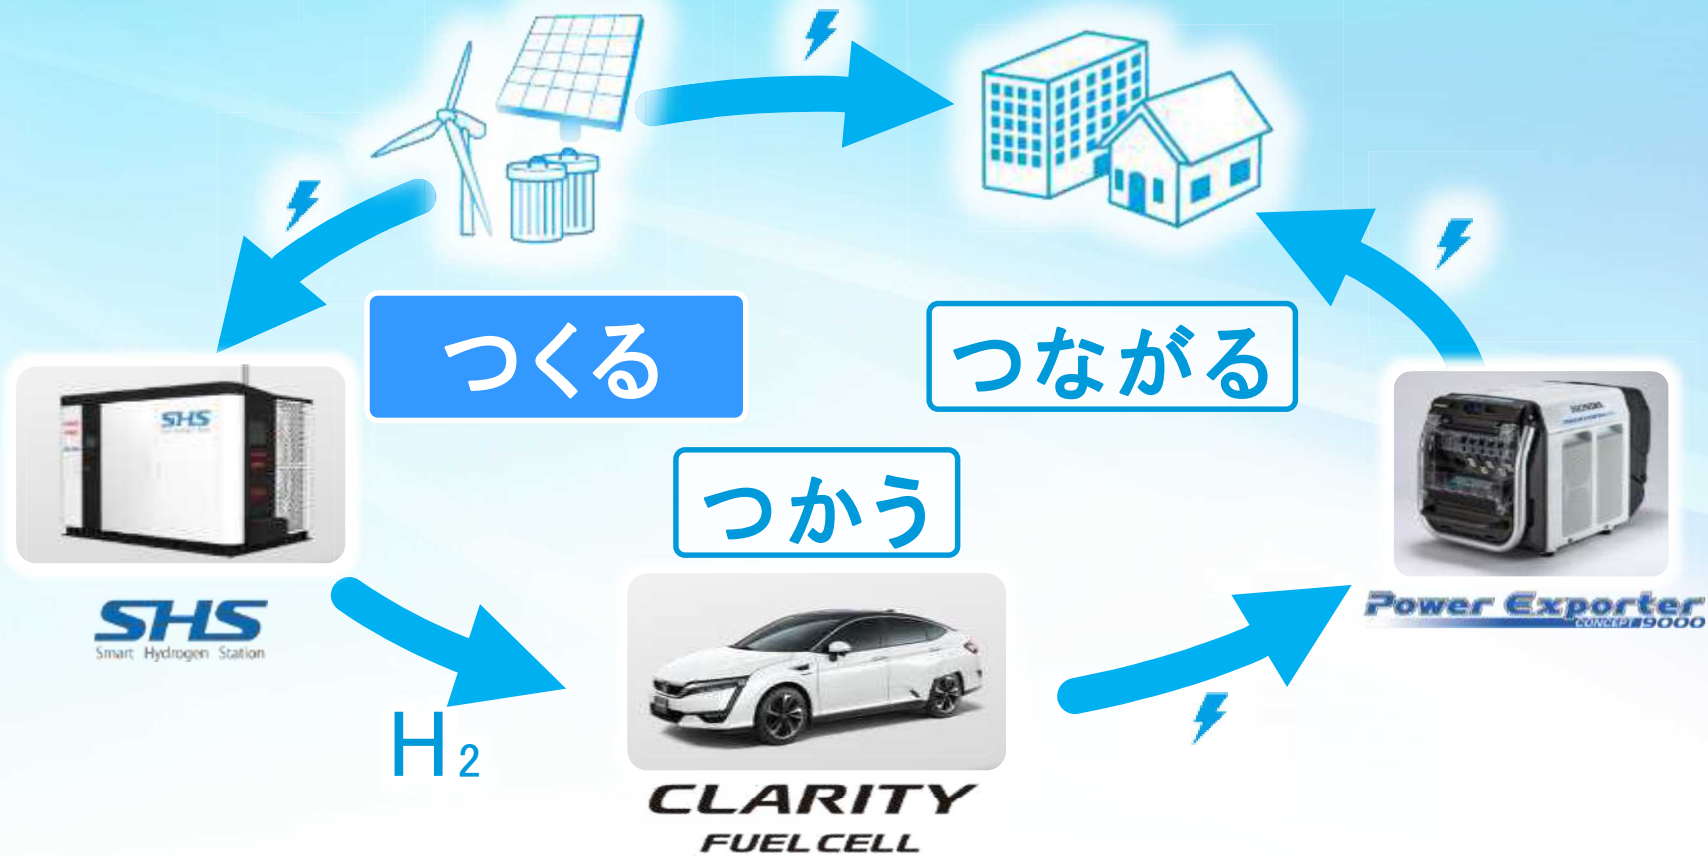 つくる
つながる
つかう
SHS
SHS
Smart Hydrogen Station
H2
CLARITY
FUEL CELL
HONDA
Power Exporter
CONCEPT 9000